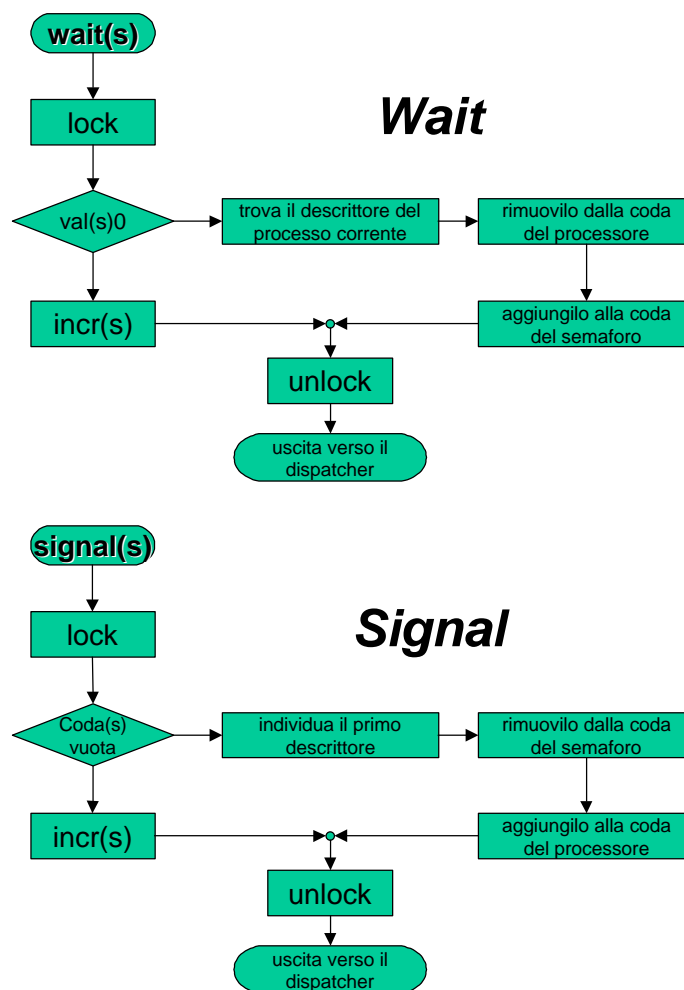 wait(s)
Wait
lock
val(s)0
trova il descrittore del
processo corrente
rimuovilo dalla coda
del processore
incr(s)
aggiungilo alla coda
del semaforo
unlock
uscita verso il
dispatcher
signal(s)
Signal
lock
Coda(s)
vuota
individua il primo
descrittore
rimuovilo dalla coda
del semaforo
incr(s)
aggiungilo alla coda
del processore
unlock
uscita verso il
dispatcher